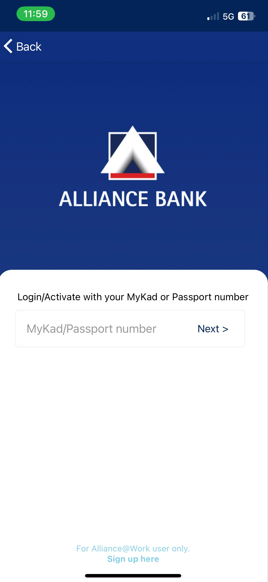 11:59
5G
61
Back
ALLIANCE BANK
Login/Activate with your MyKad or Passport number
MyKad/Passport number Next >
For Alliance@Work user only.
Sign up here